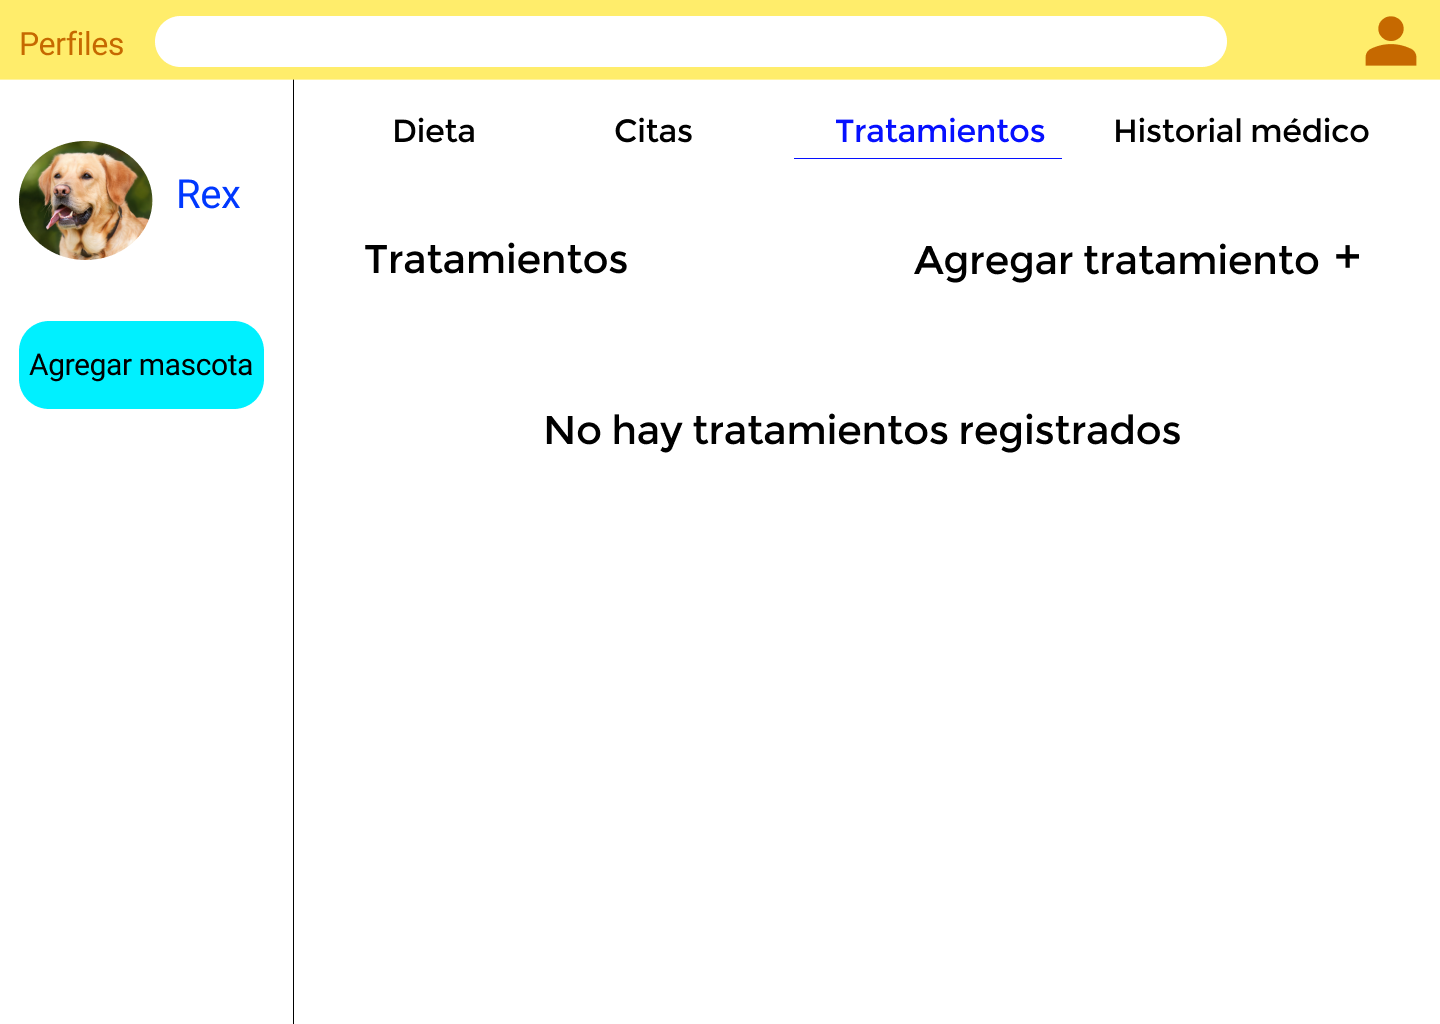 Perfiles
Dieta Citas Tratamientos Historial médico
Rex
Tratamientos Agregar tratamiento +
Agregar mascota
No hay tratamientos registrados